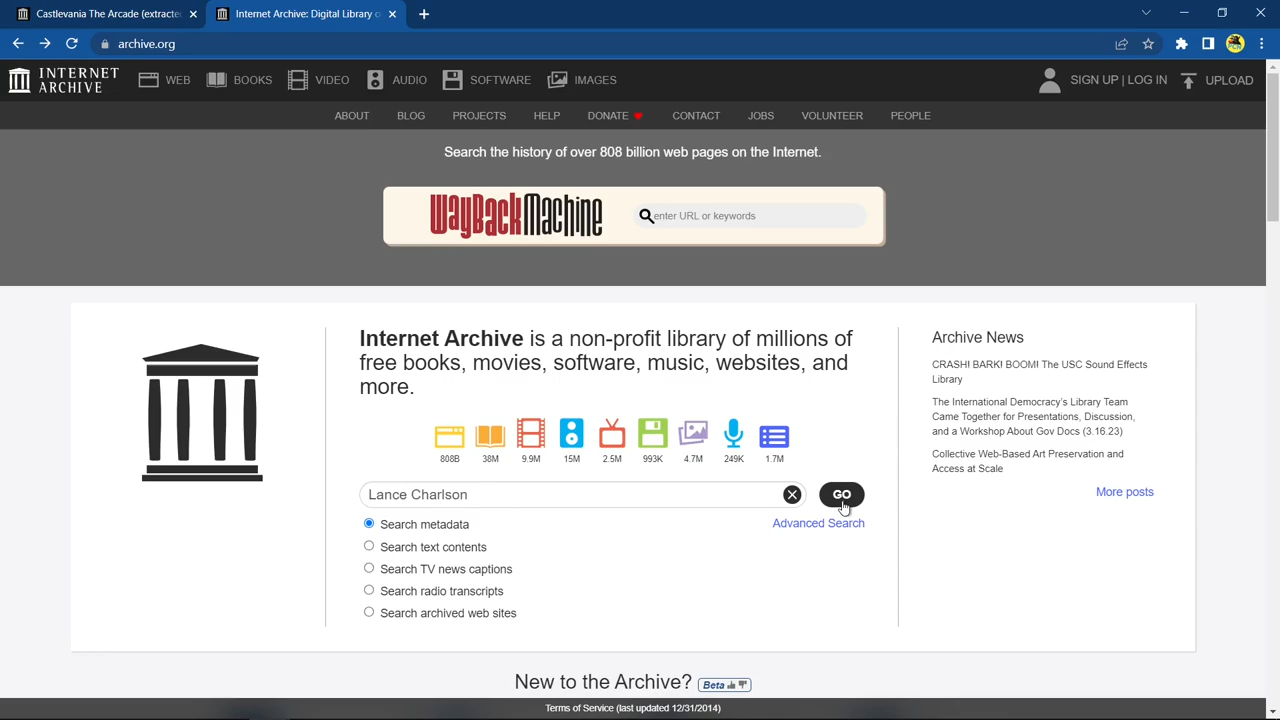 Castlevania The Arcade (extracted
Internet Archive: Digital Library o
archive.org
INTERNET ARCHIVE
WEB BOOKS VIDEO AUDIO SOFTWARE IMAGES SIGN UP | LOG IN UPLOAD
ABOUT BLOG PROJECTS HELP DONATE CONTACT JOBS VOLUNTEER PEOPLE
Search the history of over 808 billion web pages on the Internet.
WayBackMachine
enter URL or keywords
Internet Archive is a non-profit library of millions of
free books, movies, software, music, websites, and
more.
808B 38M 9.9M 15M 2.5M 993K 4.7M 249K 1.7M
Lance Charlson
GO
Advanced Search
Search metadata
Search text contents
Search TV news captions
Search radio transcripts
Search archived web sites
Archive News
CRASH! BARK! BOOM! The USC Sound Effects
Library
The International Democracy's Library Team
Came Together for Presentations, Discussion,
and a Workshop About Gov Docs (3.16.23)
Collective Web-Based Art Preservation and
Access at Scale
More posts
New to the Archive? Beta
Terms of Service (last updated 12/31/2014)